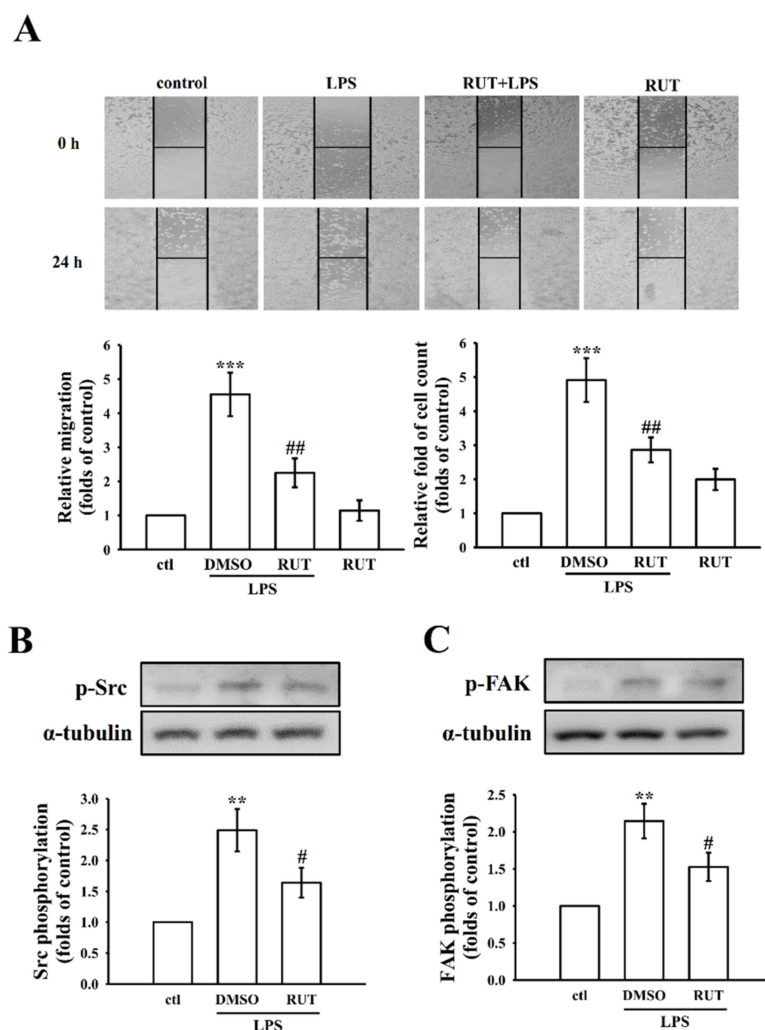 A
control LPS RUT+LPS RUT
0 h
24 h
Relative migration
(folds of control)
6
5
4
3
2
1
0
***
##
ctl DMSO RUT RUT
LPS
Relative fold of cell count
(folds of control)
6
5
4
3
2
1
0
***
##
ctl DMSO RUT RUT
LPS
B
p-Src
α-tubulin
Src phosphorylation
(folds of control)
3.0
2.5
2.0
1.5
1.0
0.5
0.0
**
#
ctl DMSO RUT
LPS
C
p-FAK
α-tubulin
FAK phosphorylation
(folds of control)
2.5
2.0
1.5
1.0
0.5
0.0
**
#
ctl DMSO RUT
LPS